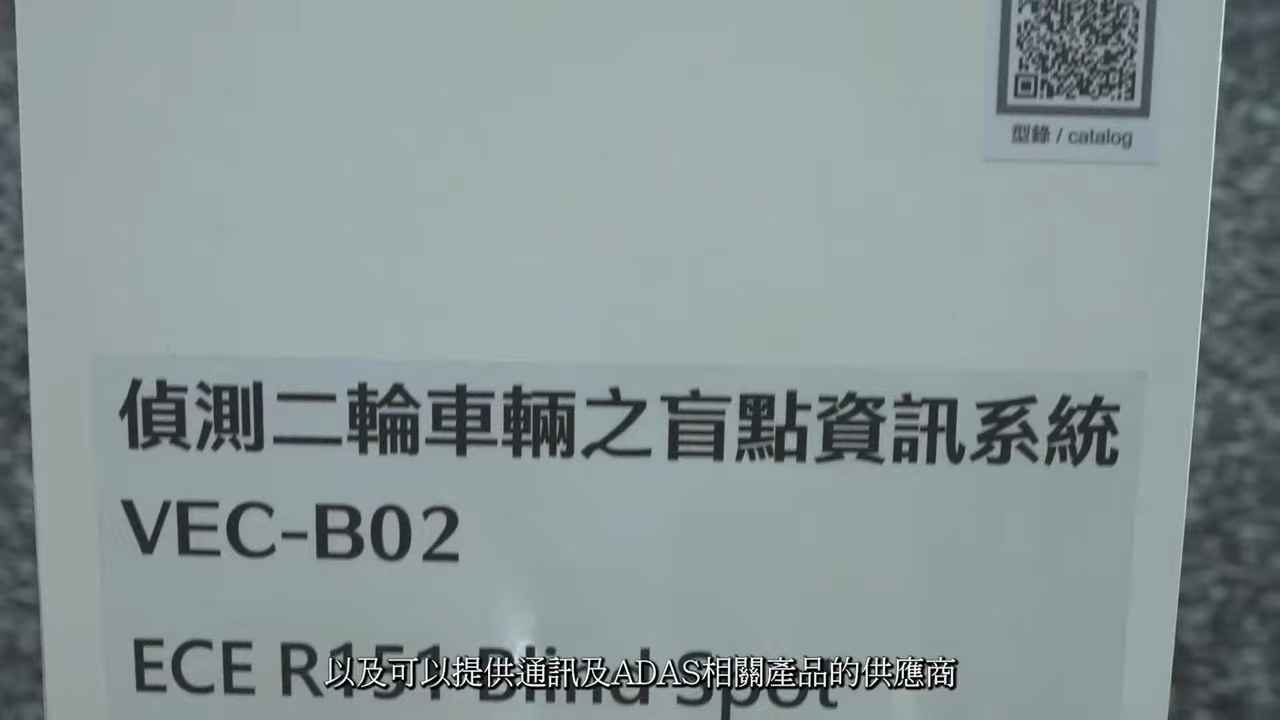 型錄 / catalog
偵測二輪車輛之盲點資訊系統
VEC-B02
ECE R151 Blind Spot
以及可以提供通訊及ADAS相關產品的供應商